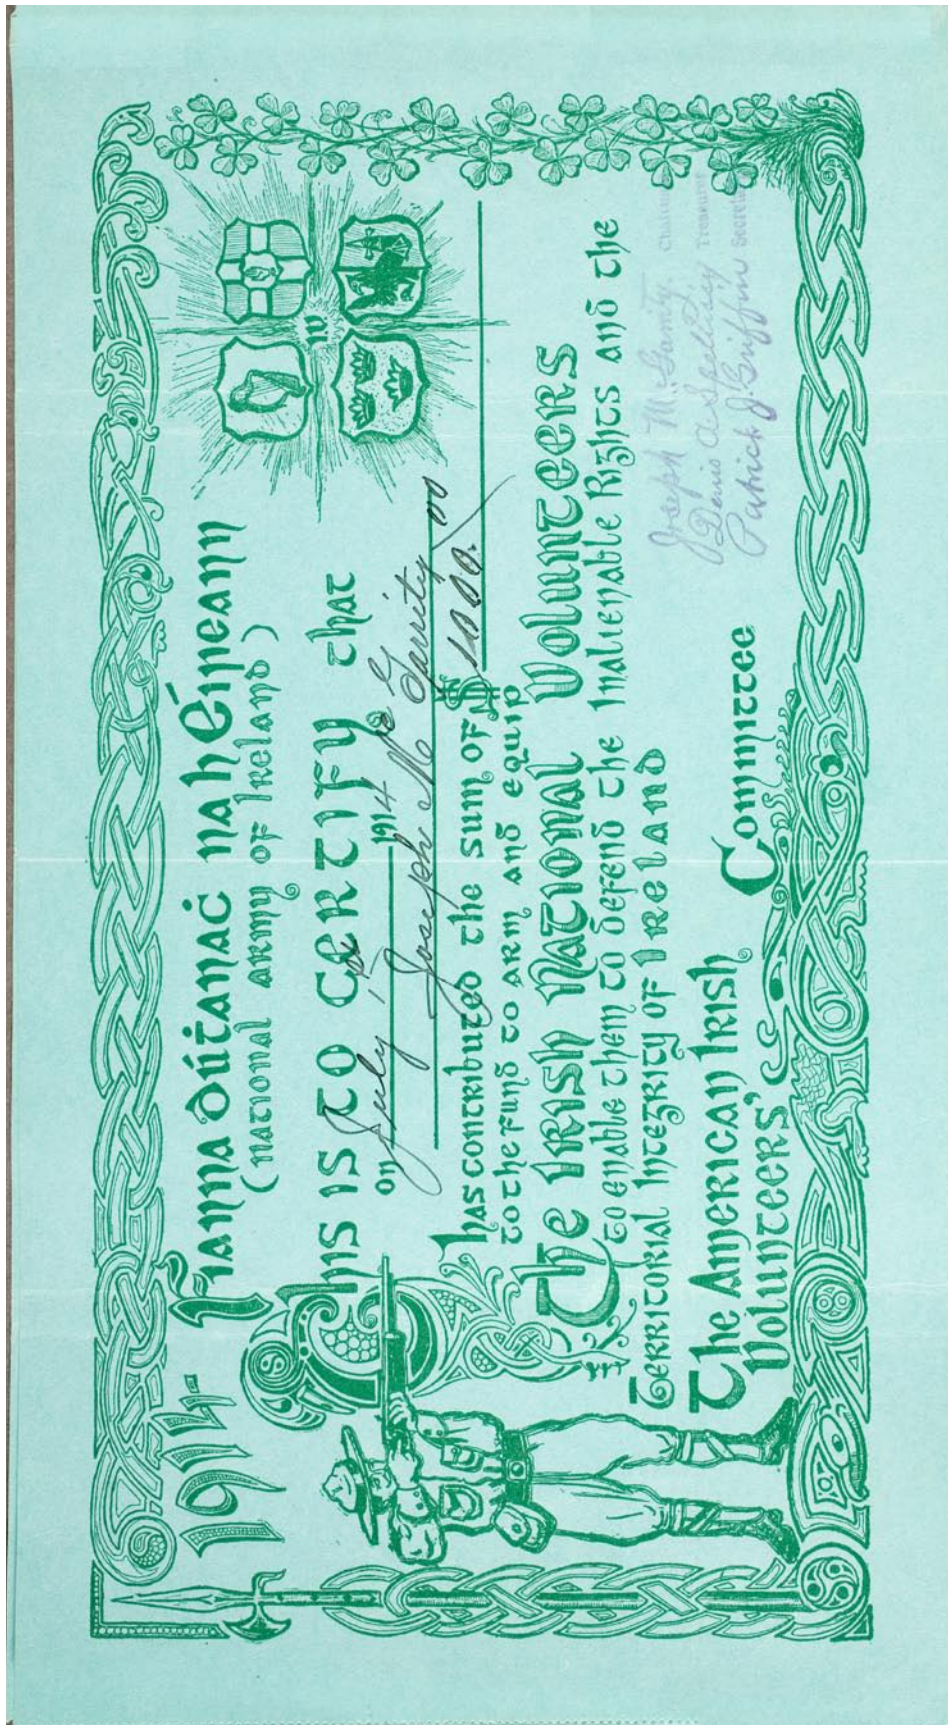 1914
Fianna Dútċaċ na hÉireann
(National Army of Ireland)
This is to Certify that
On July 1st 1914
Joseph McGarrity
has contributed the sum of $1000.00
to the fund to arm and equip
The Irish National Volunteers
to enable them to defend the Inalienable Rights and the
Territorial Integrity of Ireland
The American Irish
Volunteers' Committee
Joseph McGarrity. Chairman
Denis A Spellissy Treasurer
Patrick J. Griffin Secretary